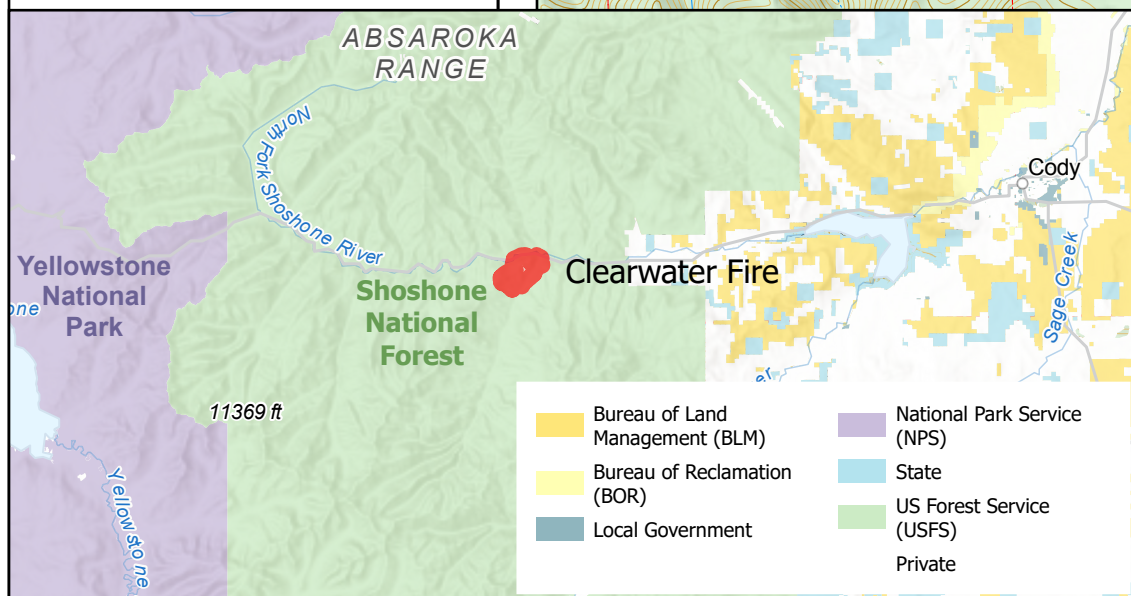 ABSAROKA
RANGE
North Fork Shoshone River
Cody
Yellowstone
National
Park
one
Clearwater Fire
Shoshone
National
Forest
Sage Creek
er
11369 ft
Yellowstone
Bureau of Land
Management (BLM)
Bureau of Reclamation
(BOR)
Local Government
National Park Service
(NPS)
State
US Forest Service
(USFS)
Private